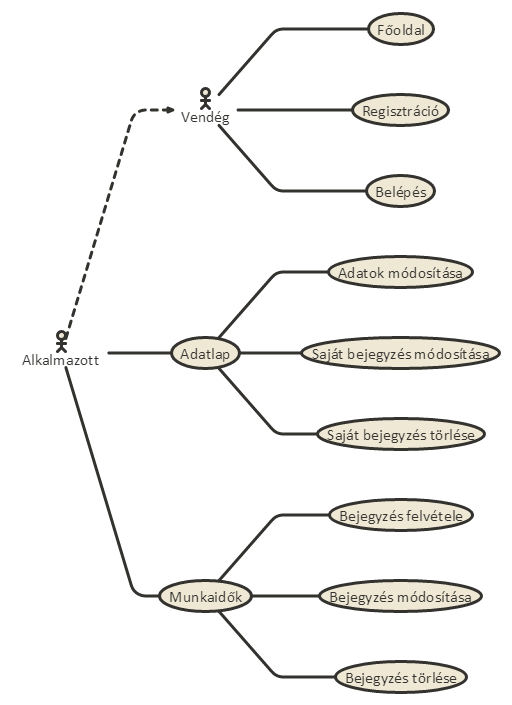 Főoldal
Vendég
Regisztráció
Belépés
Adatok módosítása
Alkalmazott
Adatlap
Saját bejegyzés módosítása
Saját bejegyzés törlése
Bejegyzés felvétele
Munkaidők
Bejegyzés módosítása
Bejegyzés törlése